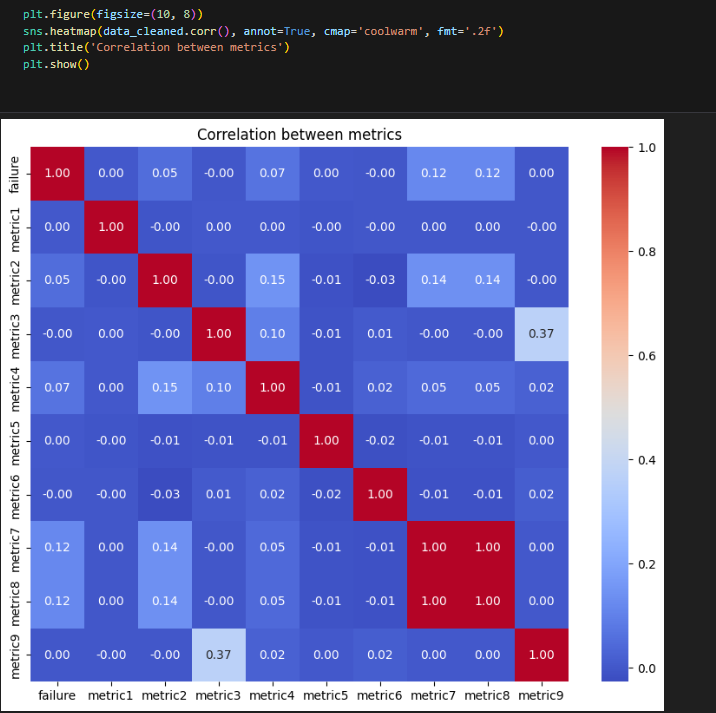 plt.figure(figsize=(10, 8))
sns.heatmap(data_cleaned.corr(), annot=True, cmap='coolwarm', fmt='.2f')
plt.title('Correlation between metrics')
plt.show()
Correlation between metrics
failure 1.00 0.00 0.05 -0.00 0.07 0.00 -0.00 0.12 0.12 0.00
metric1 0.00 1.00 -0.00 0.00 0.00 -0.00 -0.00 0.00 0.00 -0.00
metric2 0.05 -0.00 1.00 -0.00 0.15 -0.01 -0.03 0.14 0.14 -0.00
metric3 -0.00 0.00 -0.00 1.00 0.10 -0.01 0.01 -0.00 -0.00 0.37
metric4 0.07 0.00 0.15 0.10 1.00 -0.01 0.02 0.05 0.05 0.02
metric5 0.00 -0.00 -0.01 -0.01 -0.01 1.00 -0.02 -0.01 -0.01 0.00
metric6 -0.00 -0.00 -0.03 0.01 0.02 -0.02 1.00 -0.01 -0.01 0.02
metric7 0.12 0.00 0.14 -0.00 0.05 -0.01 -0.01 1.00 1.00 0.00
metric8 0.12 0.00 0.14 -0.00 0.05 -0.01 -0.01 1.00 1.00 0.00
metric9 0.00 -0.00 -0.00 0.37 0.02 0.00 0.02 0.00 0.00 1.00
failure metric1 metric2 metric3 metric4 metric5 metric6 metric7 metric8 metric9
1.0
0.8
0.6
0.4
0.2
0.0